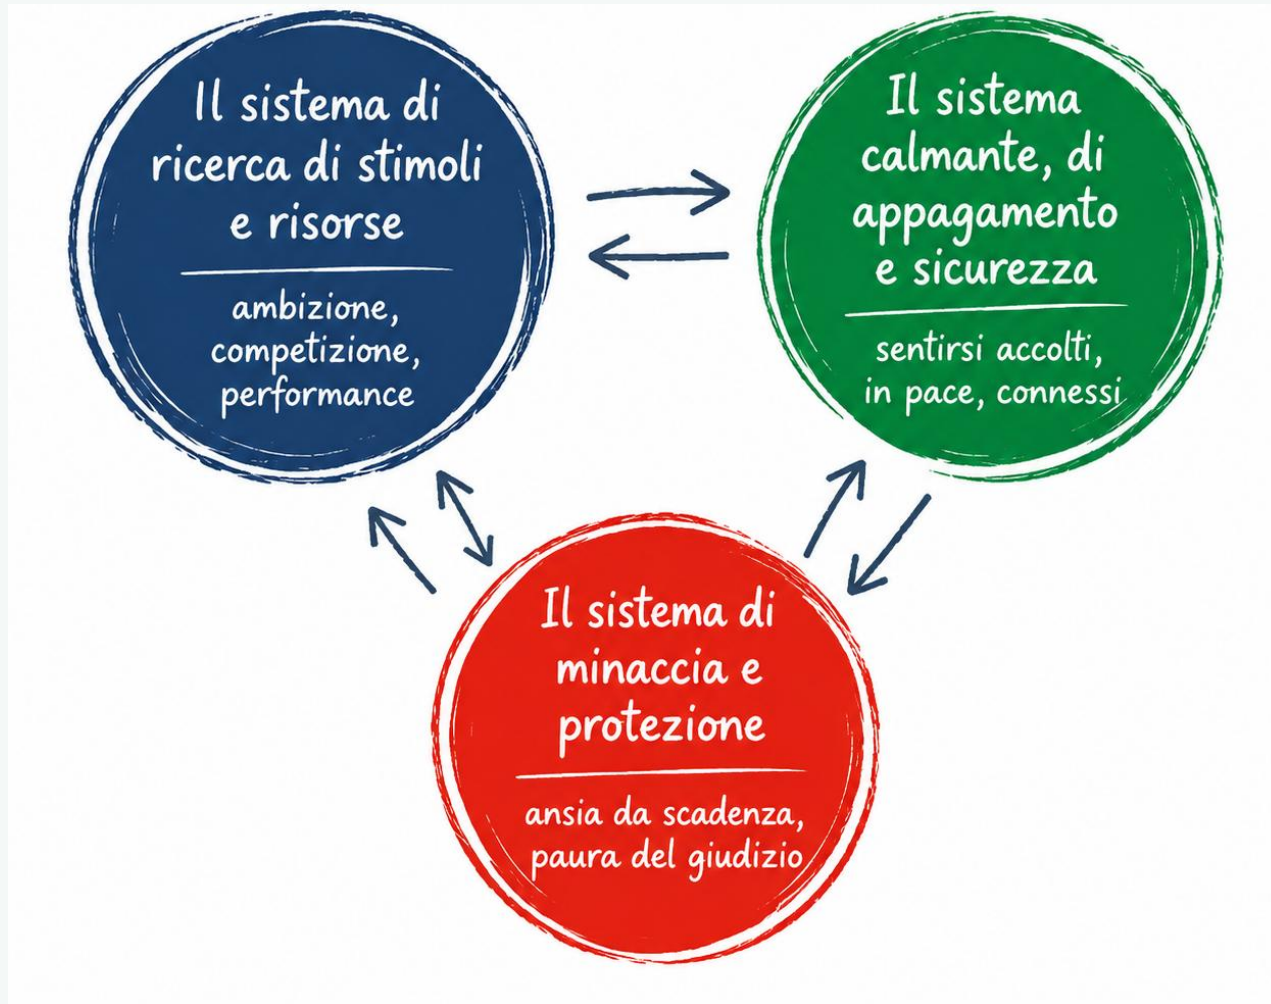 Il sistema di
ricerca di stimoli
e risorse
ambizione,
competizione,
performance
Il sistema
calmante, di
appagamento
e sicurezza
sentirsi accolti,
in pace, connessi
Il sistema di
minaccia e
protezione
ansia da scadenza,
paura del giudizio